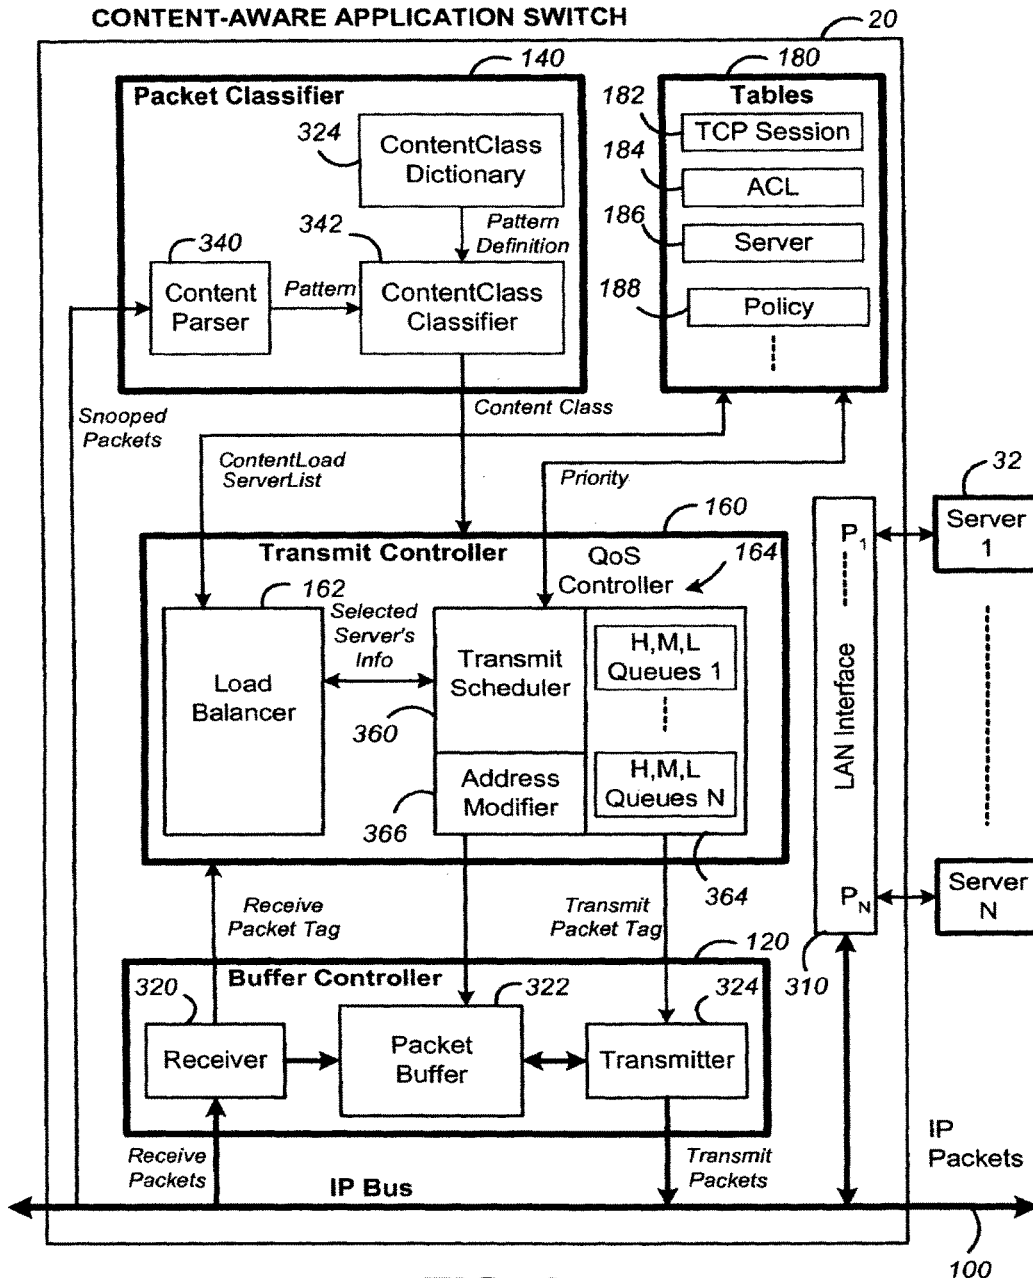 CONTENT-AWARE APPLICATION SWITCH
20
140
180
Packet Classifier
Tables
182
TCP Session
324
ContentClass
Dictionary
184
ACL
342
Pattern
Definition
186
Server
340
Content
Parser
Pattern
ContentClass
Classifier
188
Policy
Snooped
Packets
Content Class
ContentLoad
ServerList
Priority
32
Server
1
160
Transmit Controller
QoS
Controller
164
P1
162
Selected
Server's
Info
Load
Balancer
Transmit
Scheduler
H,M,L
Queues 1
360
LAN Interface
Address
Modifier
H,M,L
Queues N
366
364
Server
N
PN
Receive
Packet Tag
Transmit
Packet Tag
120
310
Buffer Controller
320
322
324
Receiver
Packet
Buffer
Transmitter
Receive
Packets
Transmit
Packets
IP
Packets
IP Bus
100